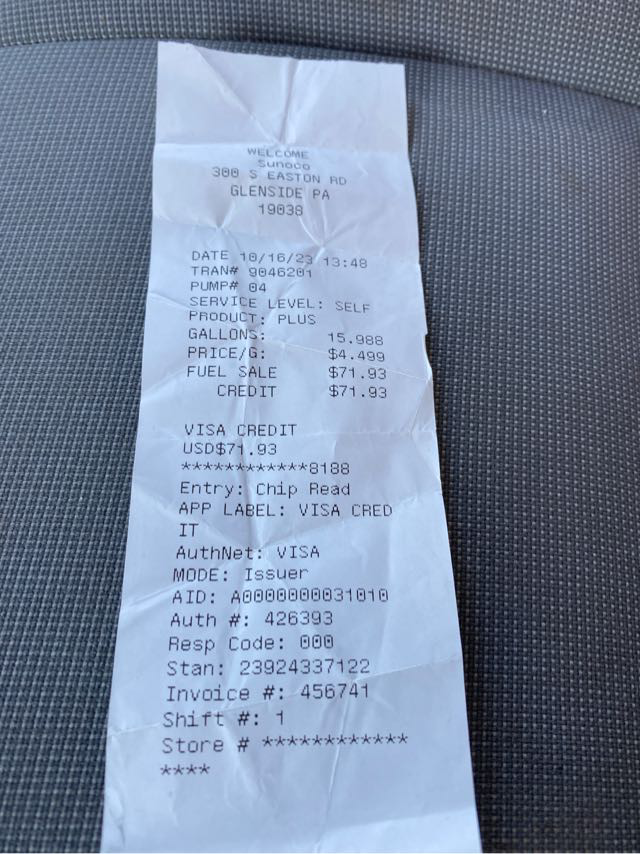 WELCOME
Sunoco
300 S EASTON RD
GLENSIDE PA
19038
DATE 10/16/23 13:48
TRAN# 9046201
PUMP# 04
SERVICE LEVEL: SELF
PRODUCT: PLUS
GALLONS: 15.988
PRICE/G: $4.499
FUEL SALE $71.93
CREDIT $71.93
VISA CREDIT
USD$71.93
************8188
Entry: Chip Read
APP LABEL: VISA CRED
IT
AuthNet: VISA
MODE: Issuer
AID: A0000000031010
Auth #: 426393
Resp Code: 000
Stan: 23924337122
Invoice #: 456741
Shift #: 1
Store # ************
****